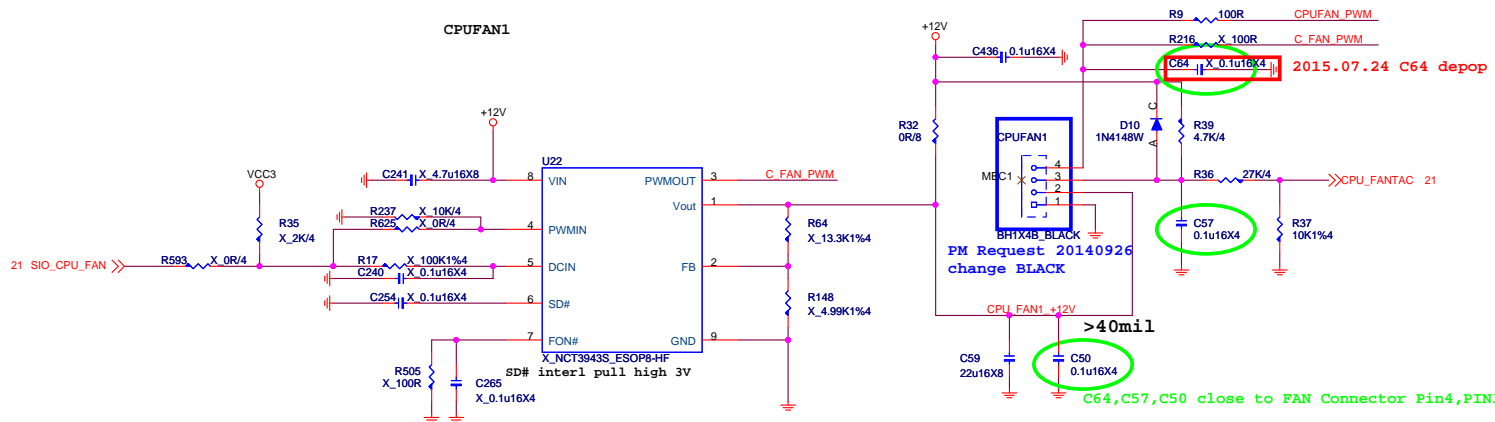 CPUFAN1
+12V
C436
0.1u16X4
R9
100R
CPUFAN_PWM
R216
X_100R
C_FAN_PWM
C64
X_0.1u16X4
2015.07.24 C64 depop
R32
0R/8
D10
1N4148W
C
A
R39
4.7K/4
CPUFAN1
MEC1
4
3
2
1
BH1X4B_BLACK
PM Request 20140926
change BLACK
R36
27K/4
CPU_FANTAC 21
C57
0.1u16X4
R37
10K1%4
+12V
VCC3
C241
X_4.7u16X8
U22
8
VIN
PWMOUT
3
C_FAN_PWM
Vout
1
R237
X_10K/4
R625
X_0R/4
4
PWMIN
R35
X_2K/4
R64
X_13.3K1%4
21 SIO_CPU_FAN
R593
X_0R/4
R17
X_100K1%4
5
DCIN
FB
2
C240
X_0.1u16X4
C254
X_0.1u16X4
6
SD#
R148
X_4.99K1%4
7
FON#
GND
9
X_NCT3943S_ESOP8-HF
SD# interl pull high 3V
R505
X_100R
C265
X_0.1u16X4
CPU_FAN1_+12V
>40mil
C59
22u16X8
C50
0.1u16X4
C64,C57,C50 close to FAN Connector Pin4,PIN